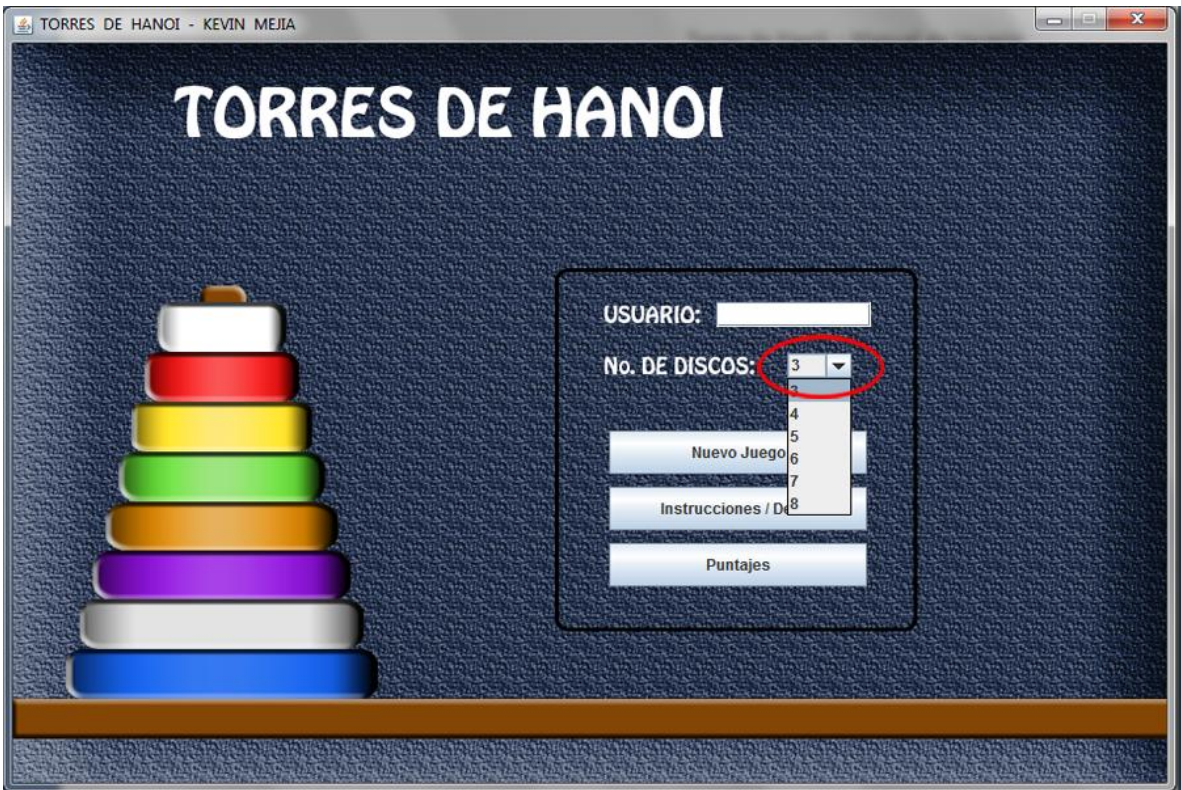 TORRES DE HANOI - KEVIN MEJIA
TORRES DE HANOI
USUARIO:
No. DE DISCOS: 3
3
4
5
6
7
8
Nuevo Juego
Instrucciones /
Puntajes